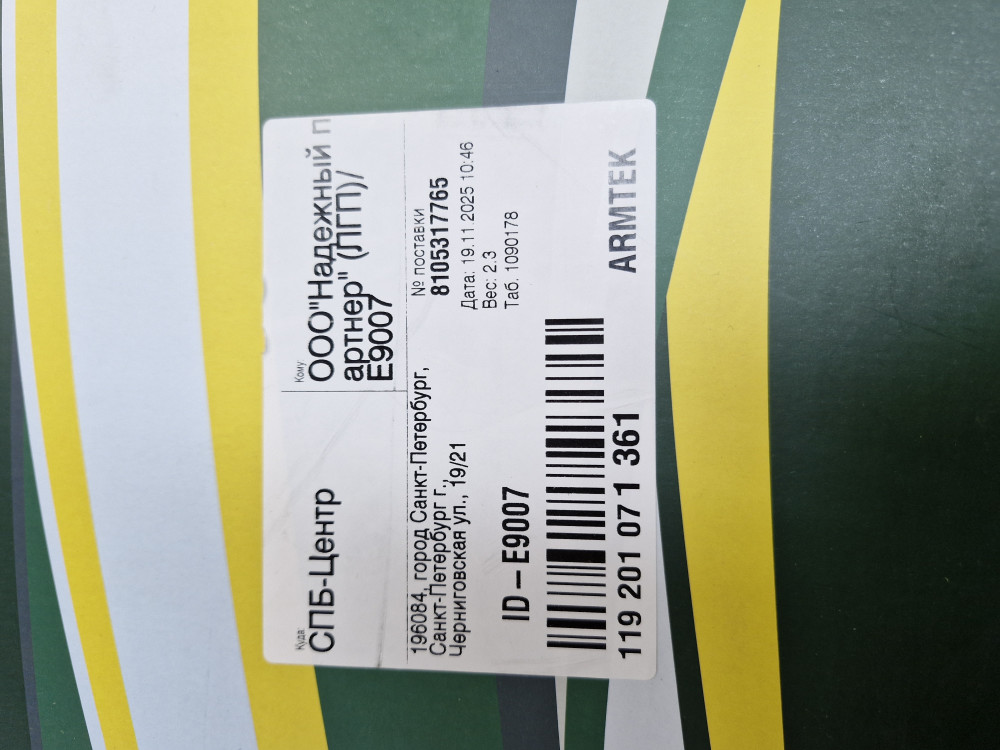 Куда:
СПБ-Центр
Кому
ООО"Надежный п
артнер" (ЛГП)/
E9007
196084, город Санкт-Петербург,
Санкт-Петербург г.,
Черниговская ул., 19/21
№ поставки
8105317765
Дата: 19.11.2025 10:46
Вес: 2.3
Таб. 1090178
ID – E9007
119 201 071 361
ARMTEK